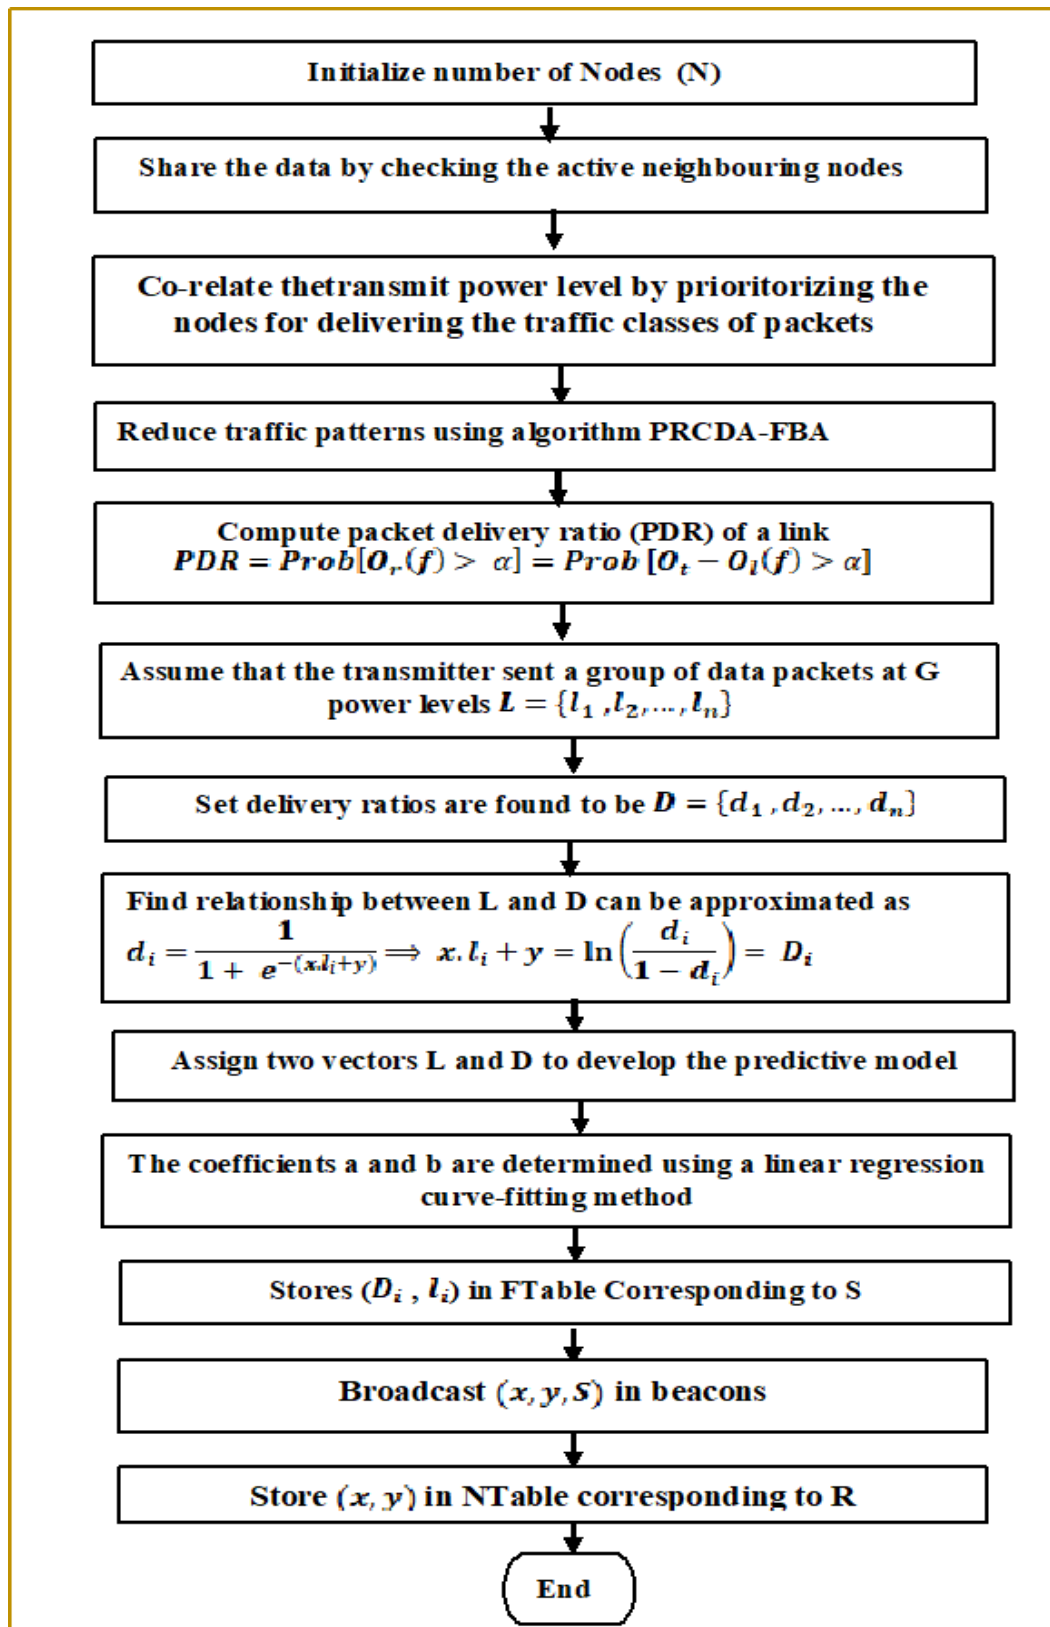 Initialize number of Nodes (N)
Share the data by checking the active neighbouring nodes
Co-relate thetransmit power level by prioritorizing the
nodes for delivering the traffic classes of packets
Reduce traffic patterns using algorithm PRCDA-FBA
Compute packet delivery ratio (PDR) of a link
PDR = Prob[O_r(f) > α] = Prob [O_t − O_l(f) > α]
Assume that the transmitter sent a group of data packets at G
power levels L = {l_1 ,l_2,...,l_n}
Set delivery ratios are found to be D = {d_1 ,d_2,...,d_n}
Find relationship between L and D can be approximated as
d_i = 1 / (1 + e^{−(x.l_i+y)}) ⟹ x.l_i + y = ln(d_i / (1 − d_i)) = D_i
Assign two vectors L and D to develop the predictive model
The coefficients a and b are determined using a linear regression
curve-fitting method
Stores (D_i , l_i) in FTable Corresponding to S
Broadcast (x,y,S) in beacons
Store (x,y) in NTable corresponding to R
End